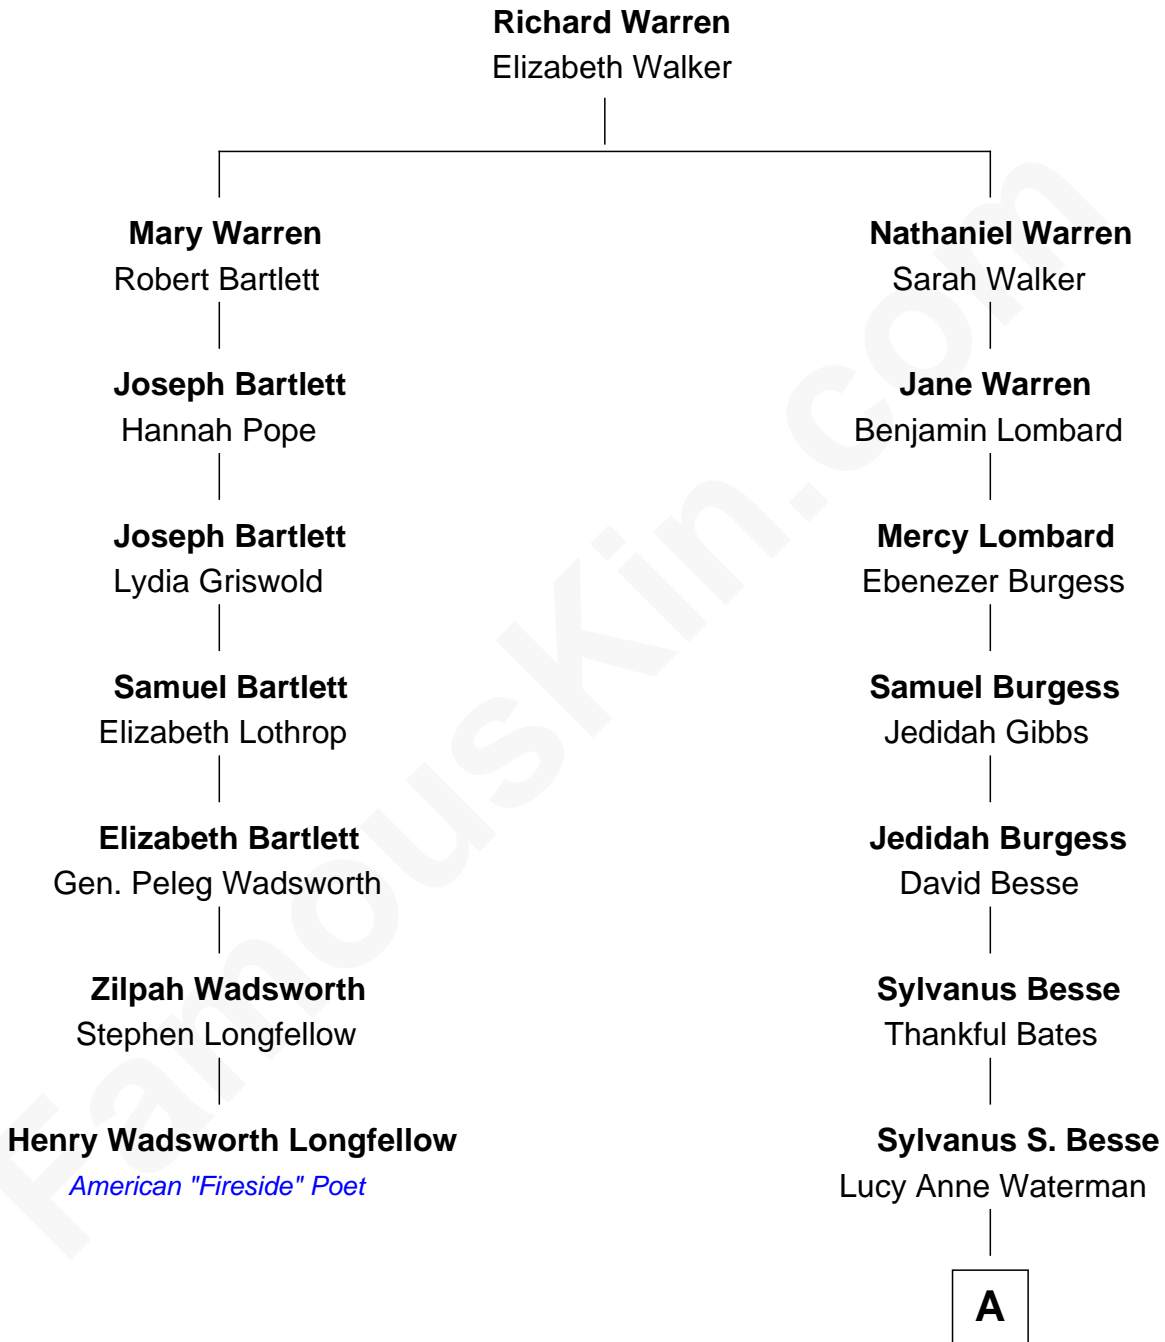 Richard Warren
Elizabeth Walker
Mary Warren
Robert Bartlett
Nathaniel Warren
Sarah Walker
Joseph Bartlett
Hannah Pope
Jane Warren
Benjamin Lombard
Joseph Bartlett
Lydia Griswold
Mercy Lombard
Ebenezer Burgess
Samuel Bartlett
Elizabeth Lothrop
Samuel Burgess
Jedidah Gibbs
Elizabeth Bartlett
Gen. Peleg Wadsworth
Jedidah Burgess
David Besse
Zilpah Wadsworth
Stephen Longfellow
Sylvanus Besse
Thankful Bates
Henry Wadsworth Longfellow
American "Fireside" Poet
Sylvanus S. Besse
Lucy Anne Waterman
A
FamousKin.com